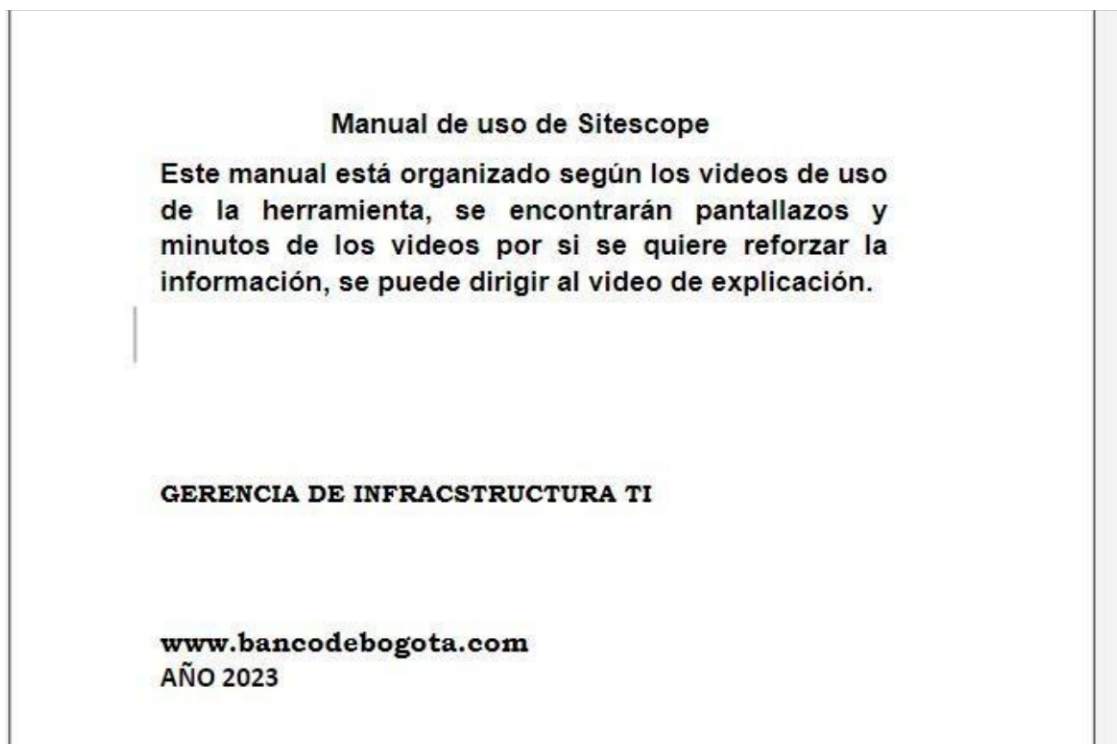 Manual de uso de Sitescope
Este manual está organizado según los videos de uso
de la herramienta, se encontrarán pantallazos y
minutos de los videos por si se quiere reforzar la
información, se puede dirigir al video de explicación.
GERENCIA DE INFRACSTRUCTURA TI
www.bancodebogota.com
AÑO 2023